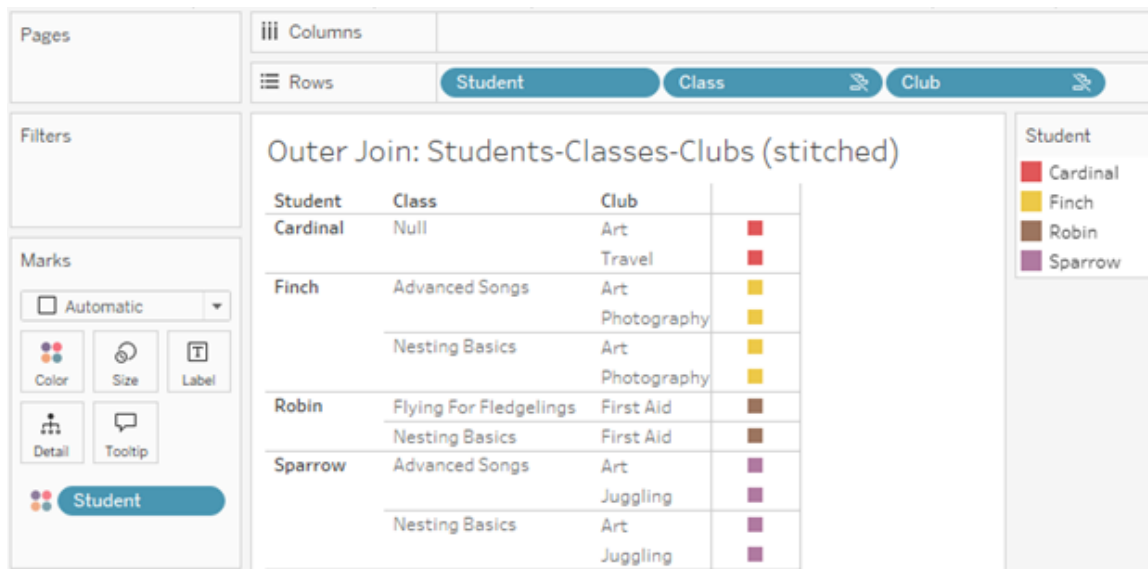 Pages
Columns
Rows
Student Class Club
Filters
Outer Join: Students-Classes-Clubs (stitched)
Student Class Club
Cardinal Null Art
Travel
Finch Advanced Songs Art
Photography
Nesting Basics Art
Photography
Robin Flying For Fledgelings First Aid
Nesting Basics First Aid
Sparrow Advanced Songs Art
Juggling
Nesting Basics Art
Juggling
Marks
Automatic
Color Size Label
Detail Tooltip
Student
Student
Cardinal
Finch
Robin
Sparrow